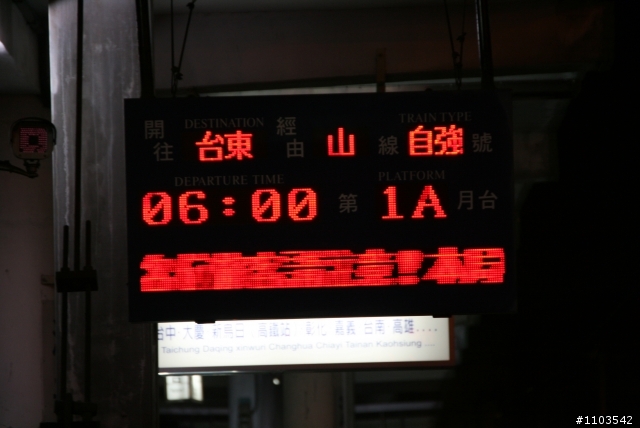 開往 DESTINATION 台東 經由 山 線 TRAIN TYPE 自強 號
DEPARTURE TIME 06:00 第 PLATFORM 1A 月台
台中 大慶 新烏日 高鐵站 彰化 嘉義 台南 高雄....
Taichung Daqing xinwuri Changhua Chiayi Tainan Kaohsiung ....
#1103542